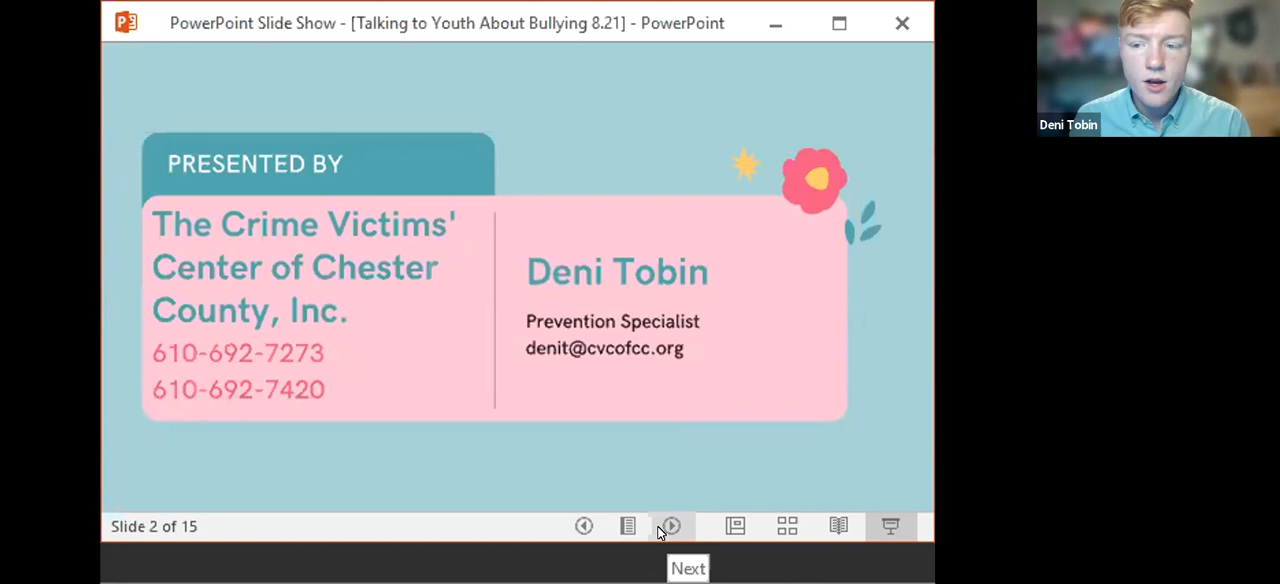 PowerPoint Slide Show - [Talking to Youth About Bullying 8.21] - PowerPoint
Deni Tobin
PRESENTED BY
The Crime Victims'
Center of Chester
County, Inc.
610-692-7273
610-692-7420
Deni Tobin
Prevention Specialist
denit@cvcofcc.org
Slide 2 of 15
Next